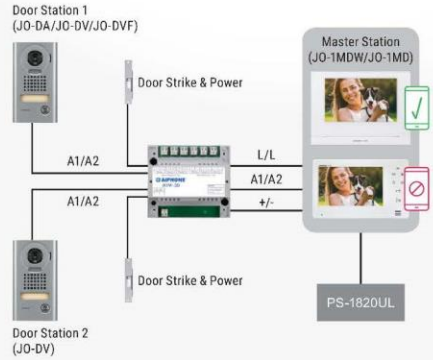 Door Station 1
(JO-DA/JO-DV/JO-DVF)
Master Station
(JO-1MDW/JO-1MD)
Door Strike & Power
A1/A2
L/L
AIPHONE
A1/A2
A1/A2
+/-
Door Strike & Power
PS-1820UL
Door Station 2
(JO-DV)